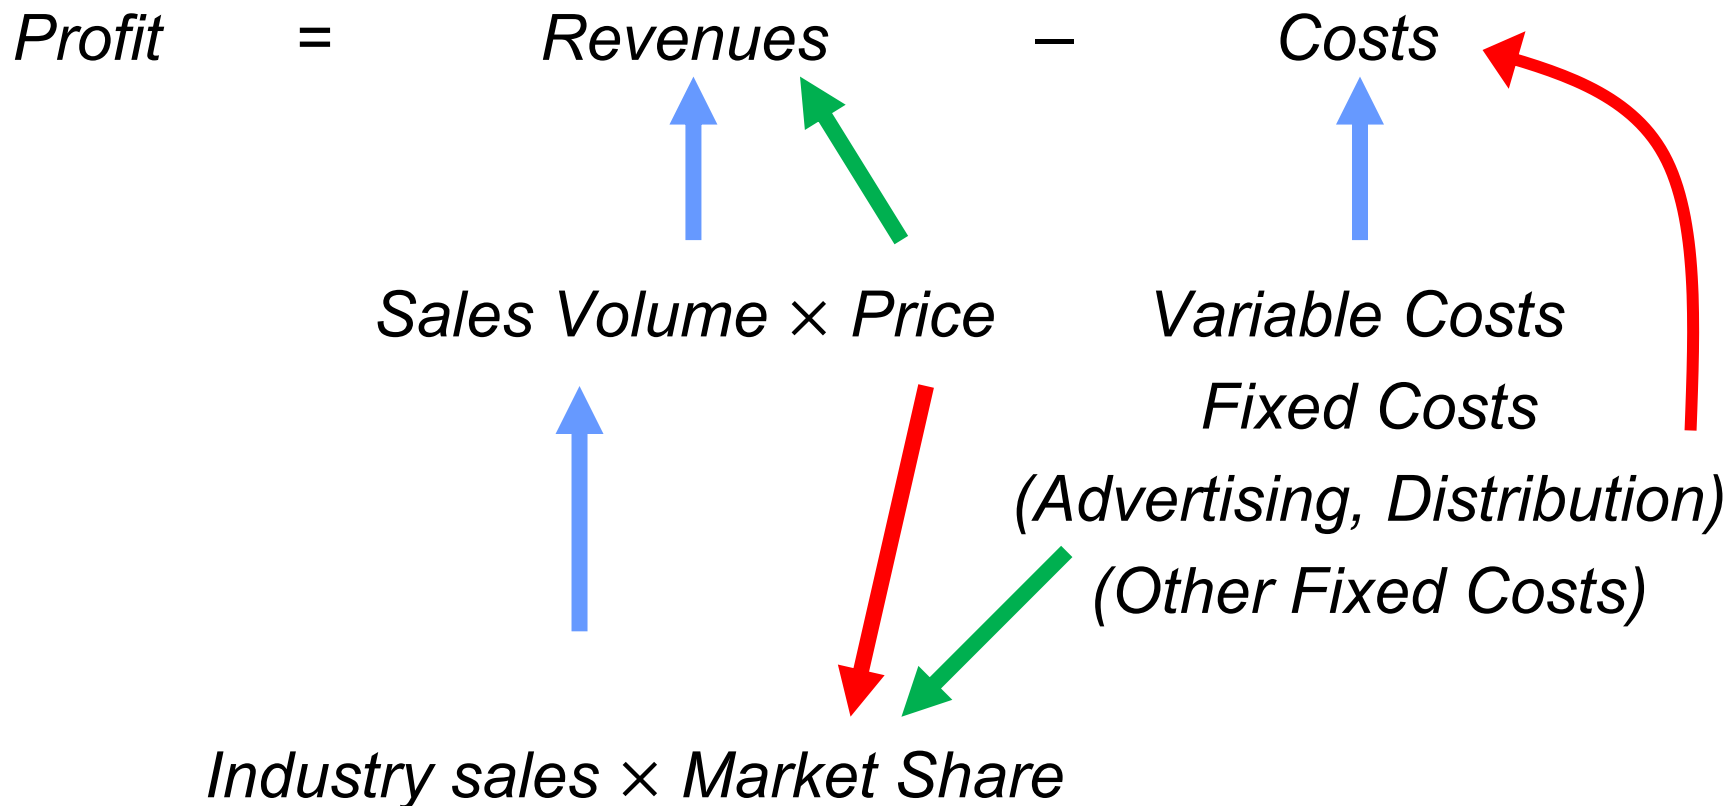 Profit = Revenues – Costs
Sales Volume × Price Variable Costs
Fixed Costs
(Advertising, Distribution)
(Other Fixed Costs)
Industry sales × Market Share